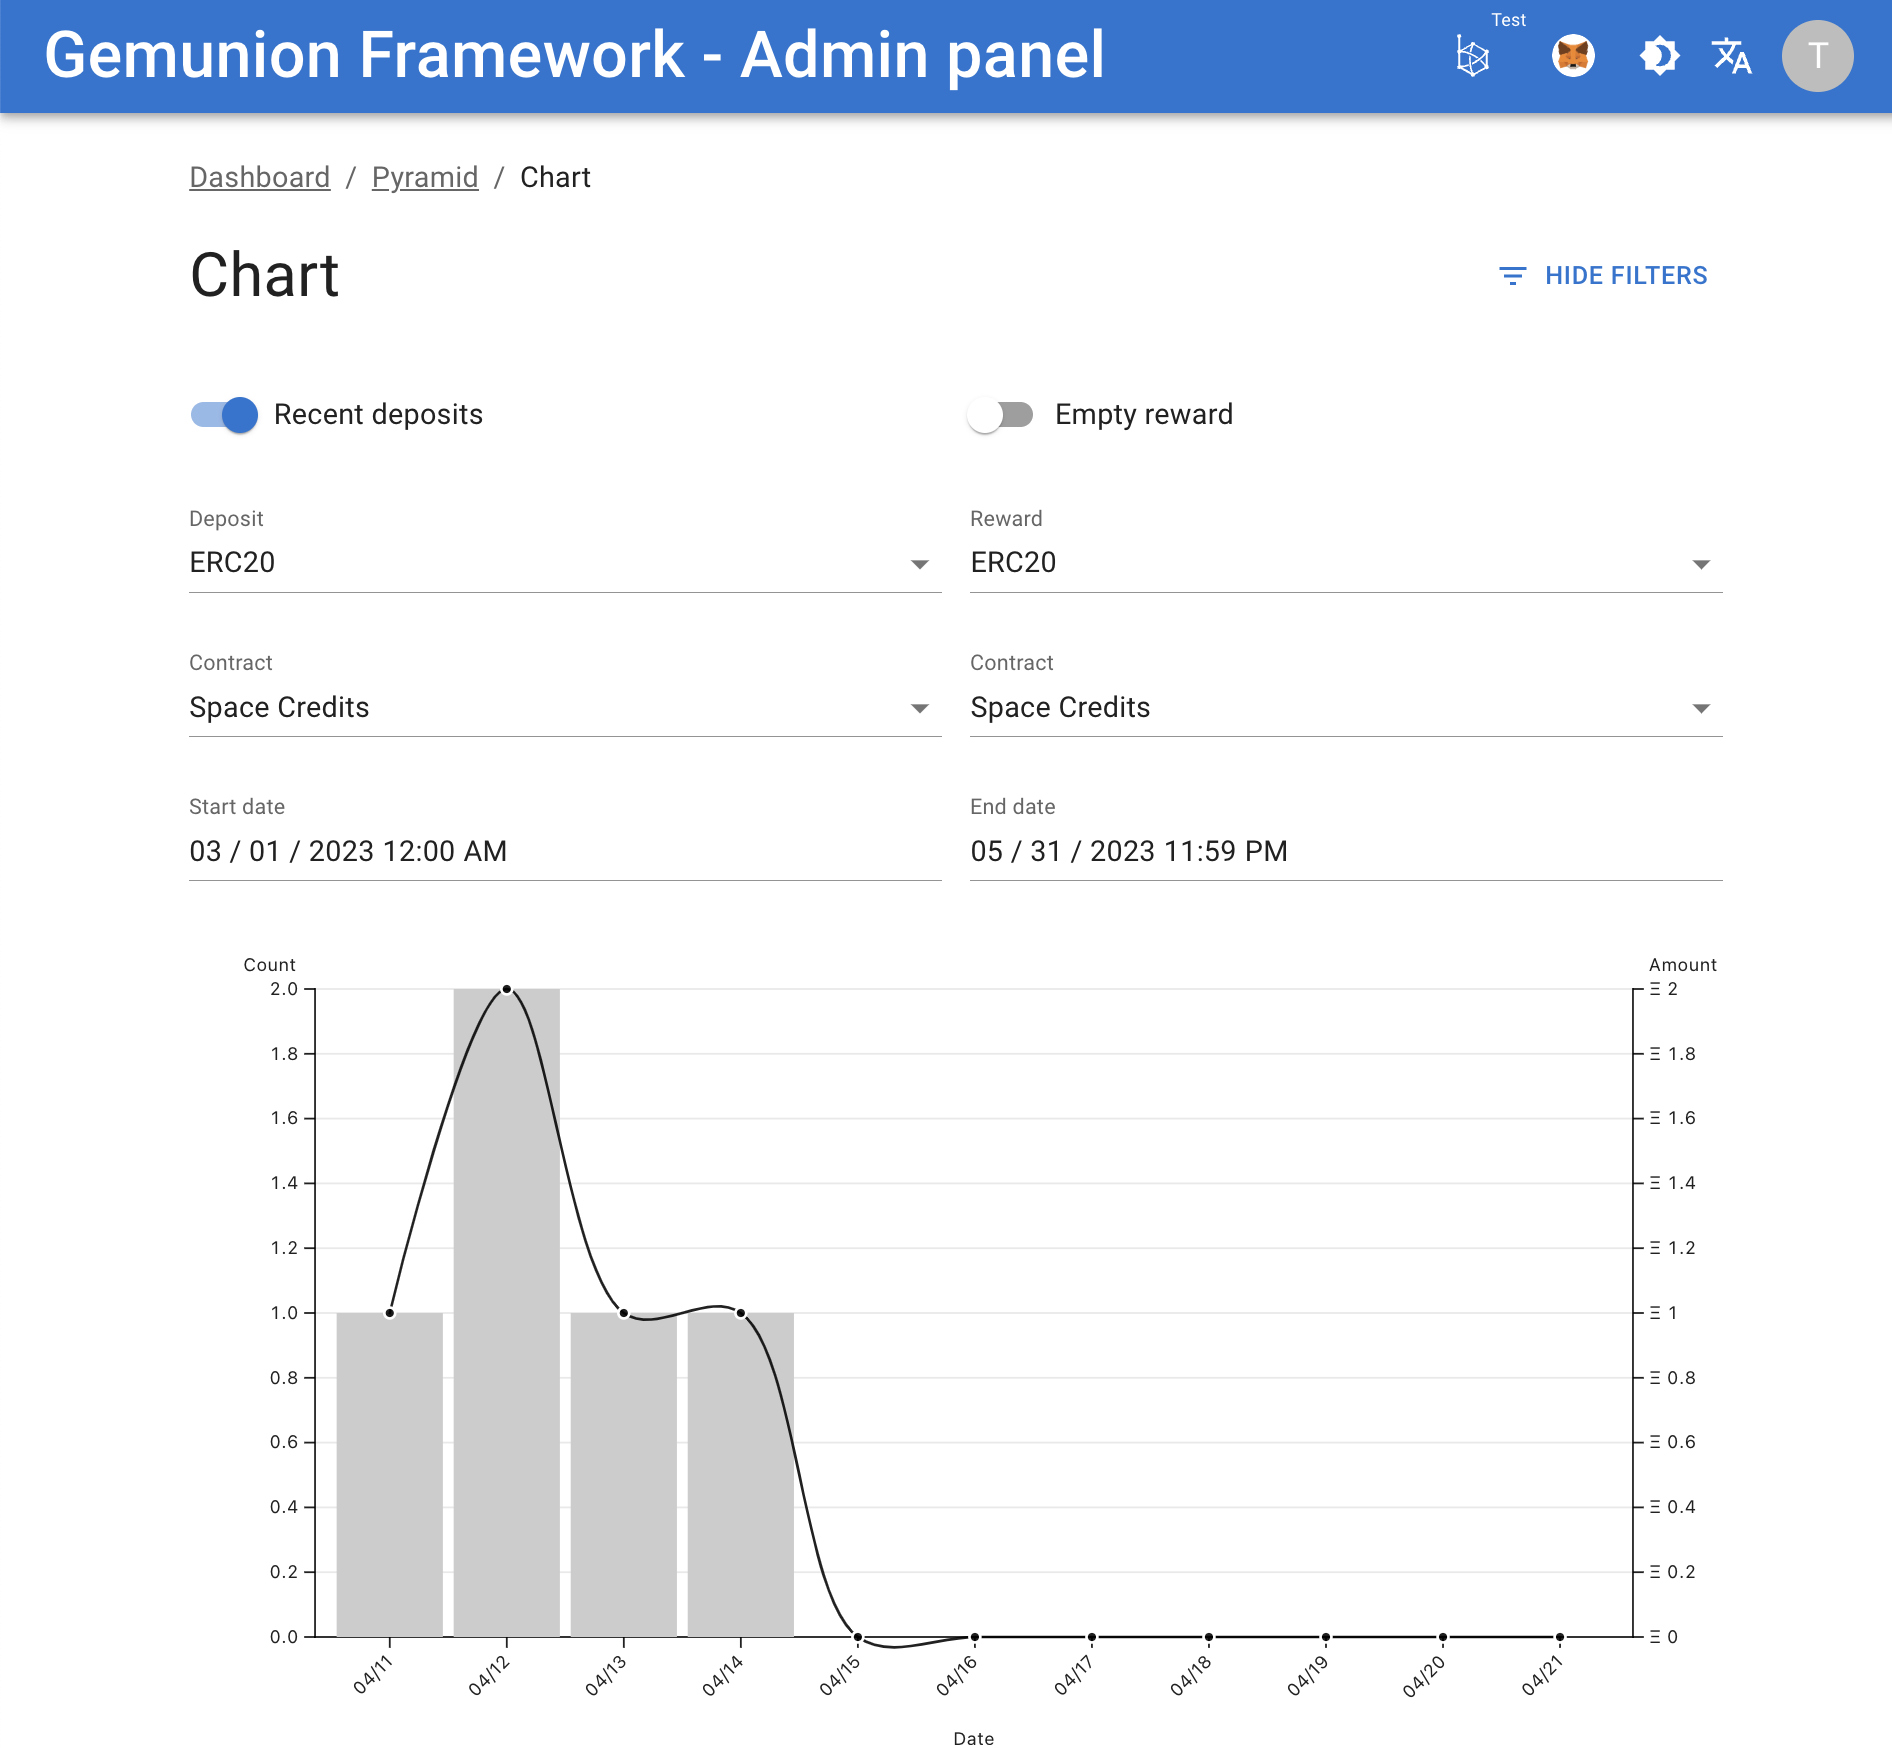 Gemunion Framework - Admin panel
Test
T
Dashboard / Pyramid / Chart
Chart
HIDE FILTERS
Recent deposits
Empty reward
Deposit
ERC20
Reward
ERC20
Contract
Space Credits
Contract
Space Credits
Start date
03 / 01 / 2023 12:00 AM
End date
05 / 31 / 2023 11:59 PM
Count
Amount
2.0
1.8
1.6
1.4
1.2
1.0
0.8
0.6
0.4
0.2
0.0
Ξ 2
Ξ 1.8
Ξ 1.6
Ξ 1.4
Ξ 1.2
Ξ 1
Ξ 0.8
Ξ 0.6
Ξ 0.4
Ξ 0.2
Ξ 0
04/11
04/12
04/13
04/14
04/15
04/16
04/17
04/18
04/19
04/20
04/21
Date